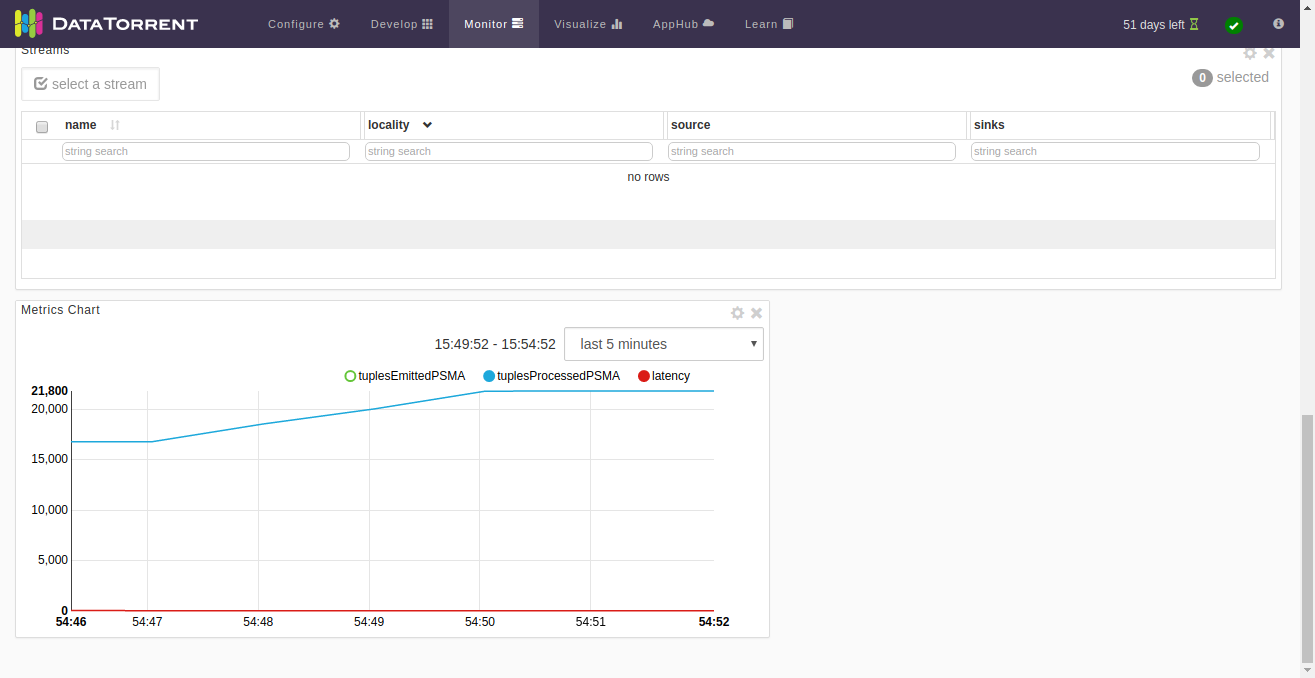 DATATORRENT Configure Develop Monitor Visualize AppHub Learn 51 days left
Streams
select a stream 0 selected
name locality source sinks
string search string search string search string search
no rows
Metrics Chart
15:49:52 - 15:54:52 last 5 minutes
tuplesEmittedPSMA tuplesProcessedPSMA latency
21,800
20,000
15,000
10,000
5,000
0
54:46 54:47 54:48 54:49 54:50 54:51 54:52